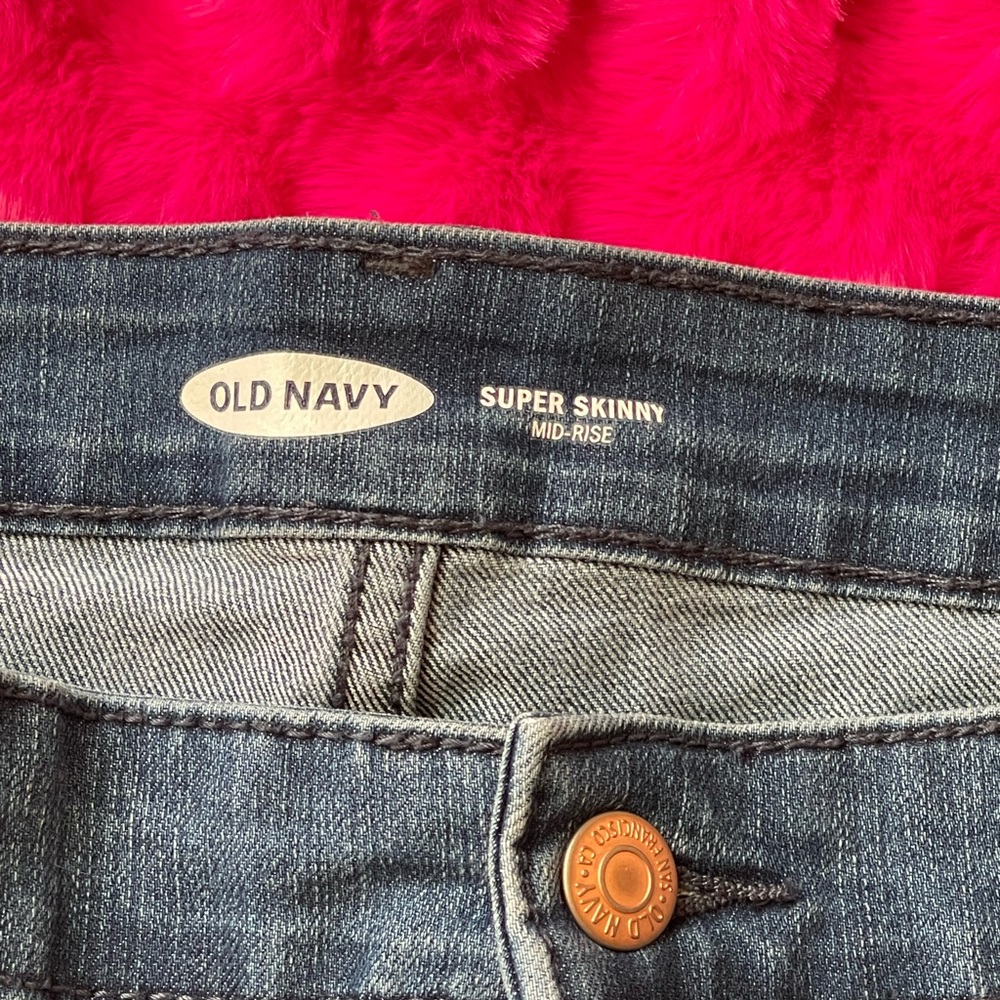 OLD NAVY
SUPER SKINNY
MID-RISE
OLD NAVY • SAN FRANCISCO CA •